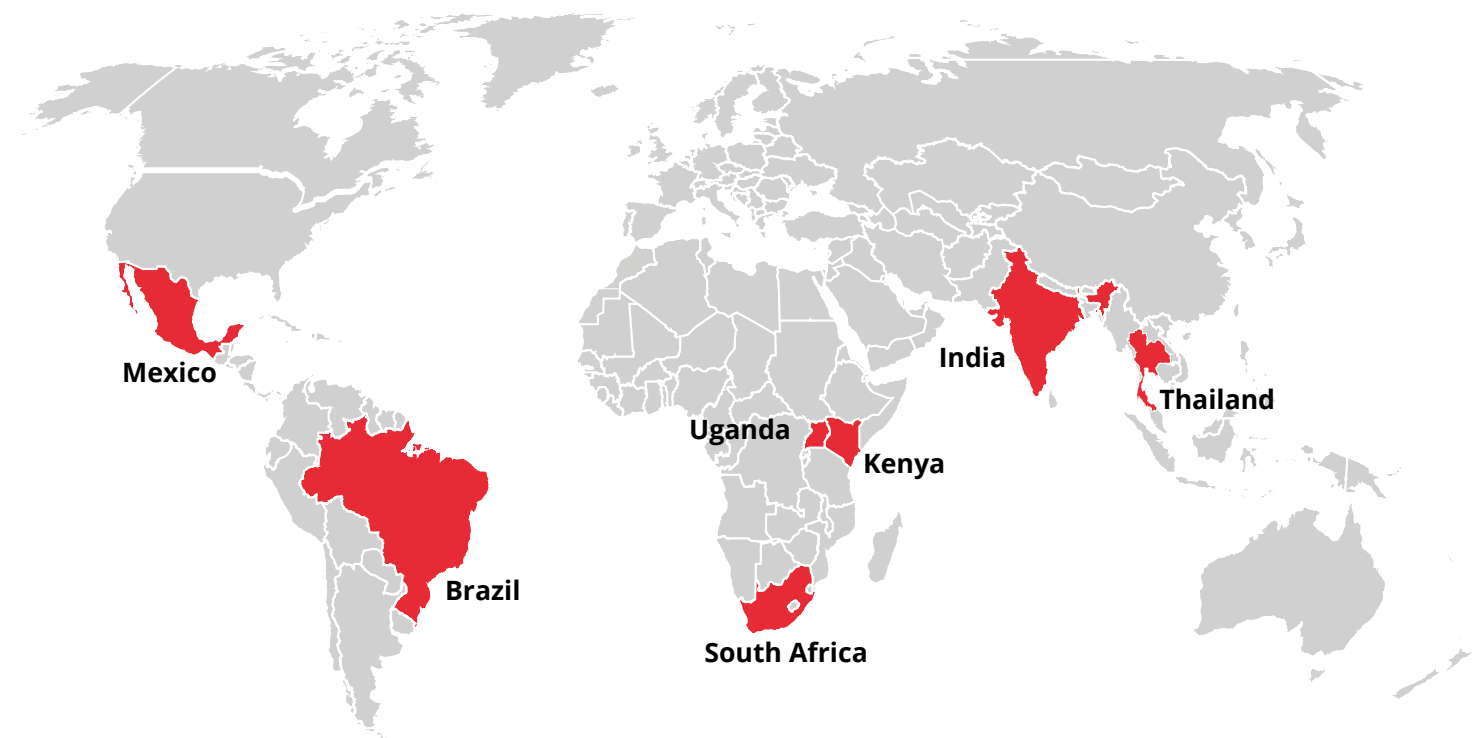 Mexico
India
Thailand
Uganda
Kenya
Brazil
South Africa